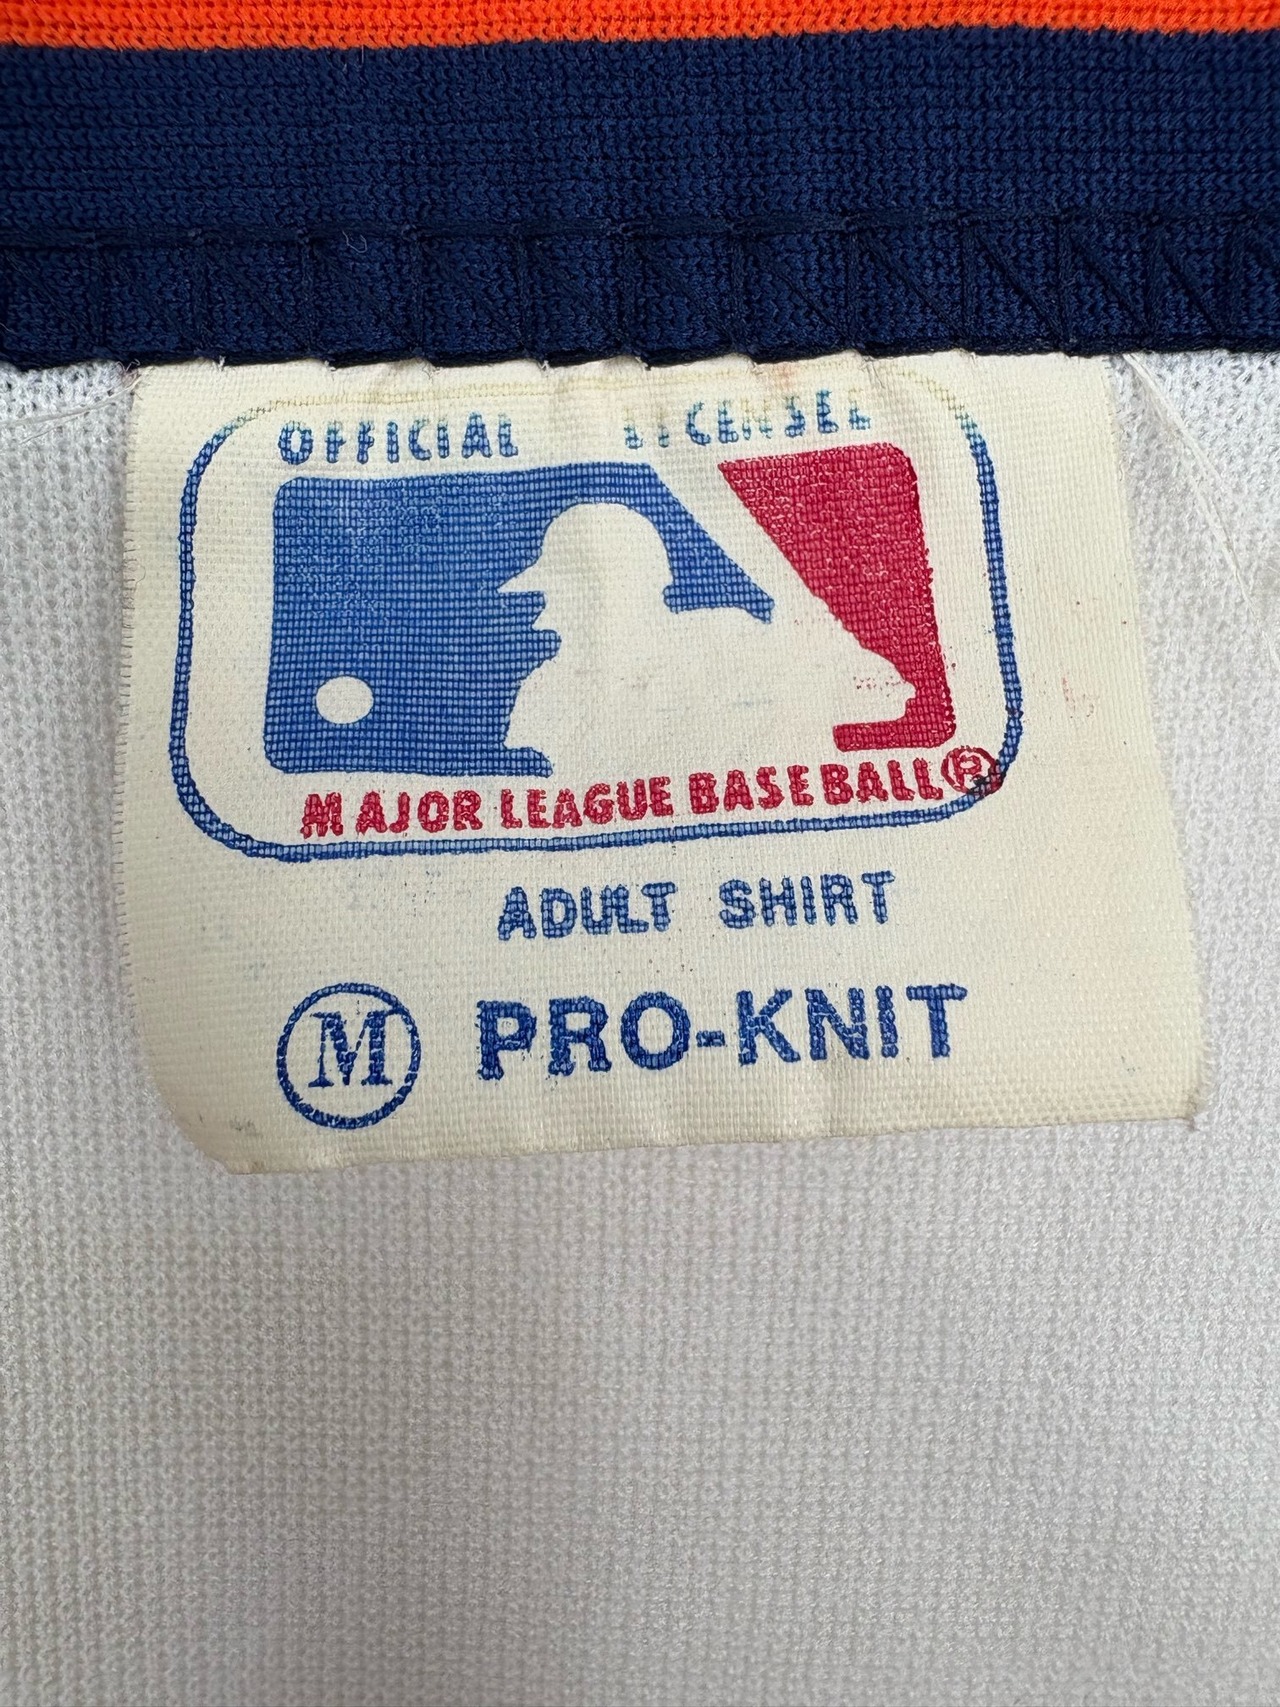 OFFICIAL LICENSEE
MAJOR LEAGUE BASEBALL®
ADULT SHIRT
M PRO-KNIT